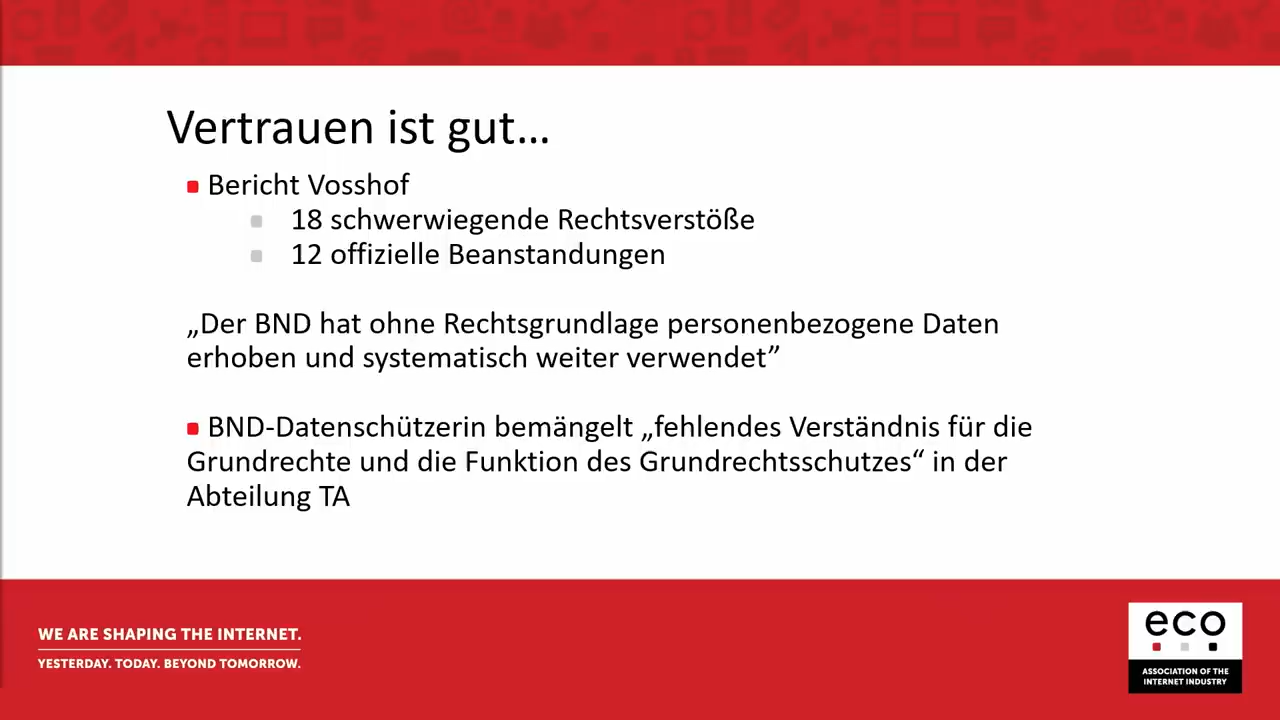 Vertrauen ist gut...
Bericht Vosshof
18 schwerwiegende Rechtsverstöße
12 offizielle Beanstandungen
„Der BND hat ohne Rechtsgrundlage personenbezogene Daten
erhoben und systematisch weiter verwendet”
BND-Datenschützerin bemängelt „fehlendes Verständnis für die
Grundrechte und die Funktion des Grundrechtsschutzes“ in der
Abteilung TA
WE ARE SHAPING THE INTERNET.
YESTERDAY. TODAY. BEYOND TOMORROW.
eco
ASSOCIATION OF THE
INTERNET INDUSTRY